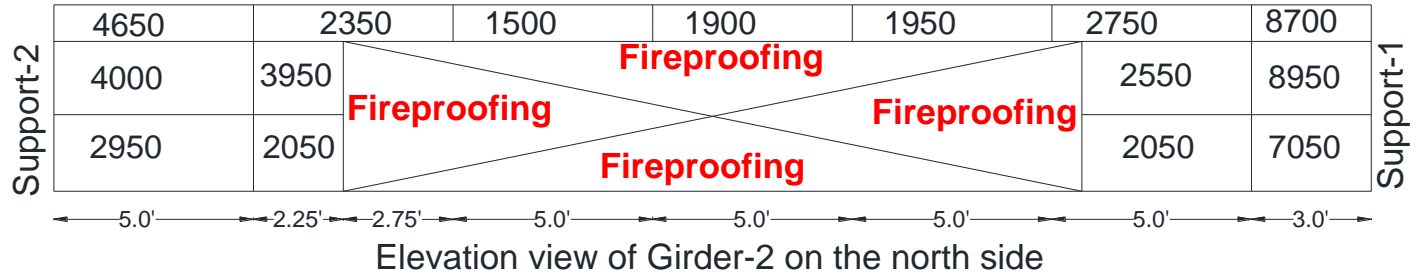 4650 2350 1500 1900 1950 2750 8700
Support-2
4000 3950 Fireproofing 2550 8950
Fireproofing Fireproofing
2950 2050 Fireproofing 2050 7050
Support-1
5.0' 2.25' 2.75' 5.0' 5.0' 5.0' 5.0' 3.0'
Elevation view of Girder-2 on the north side